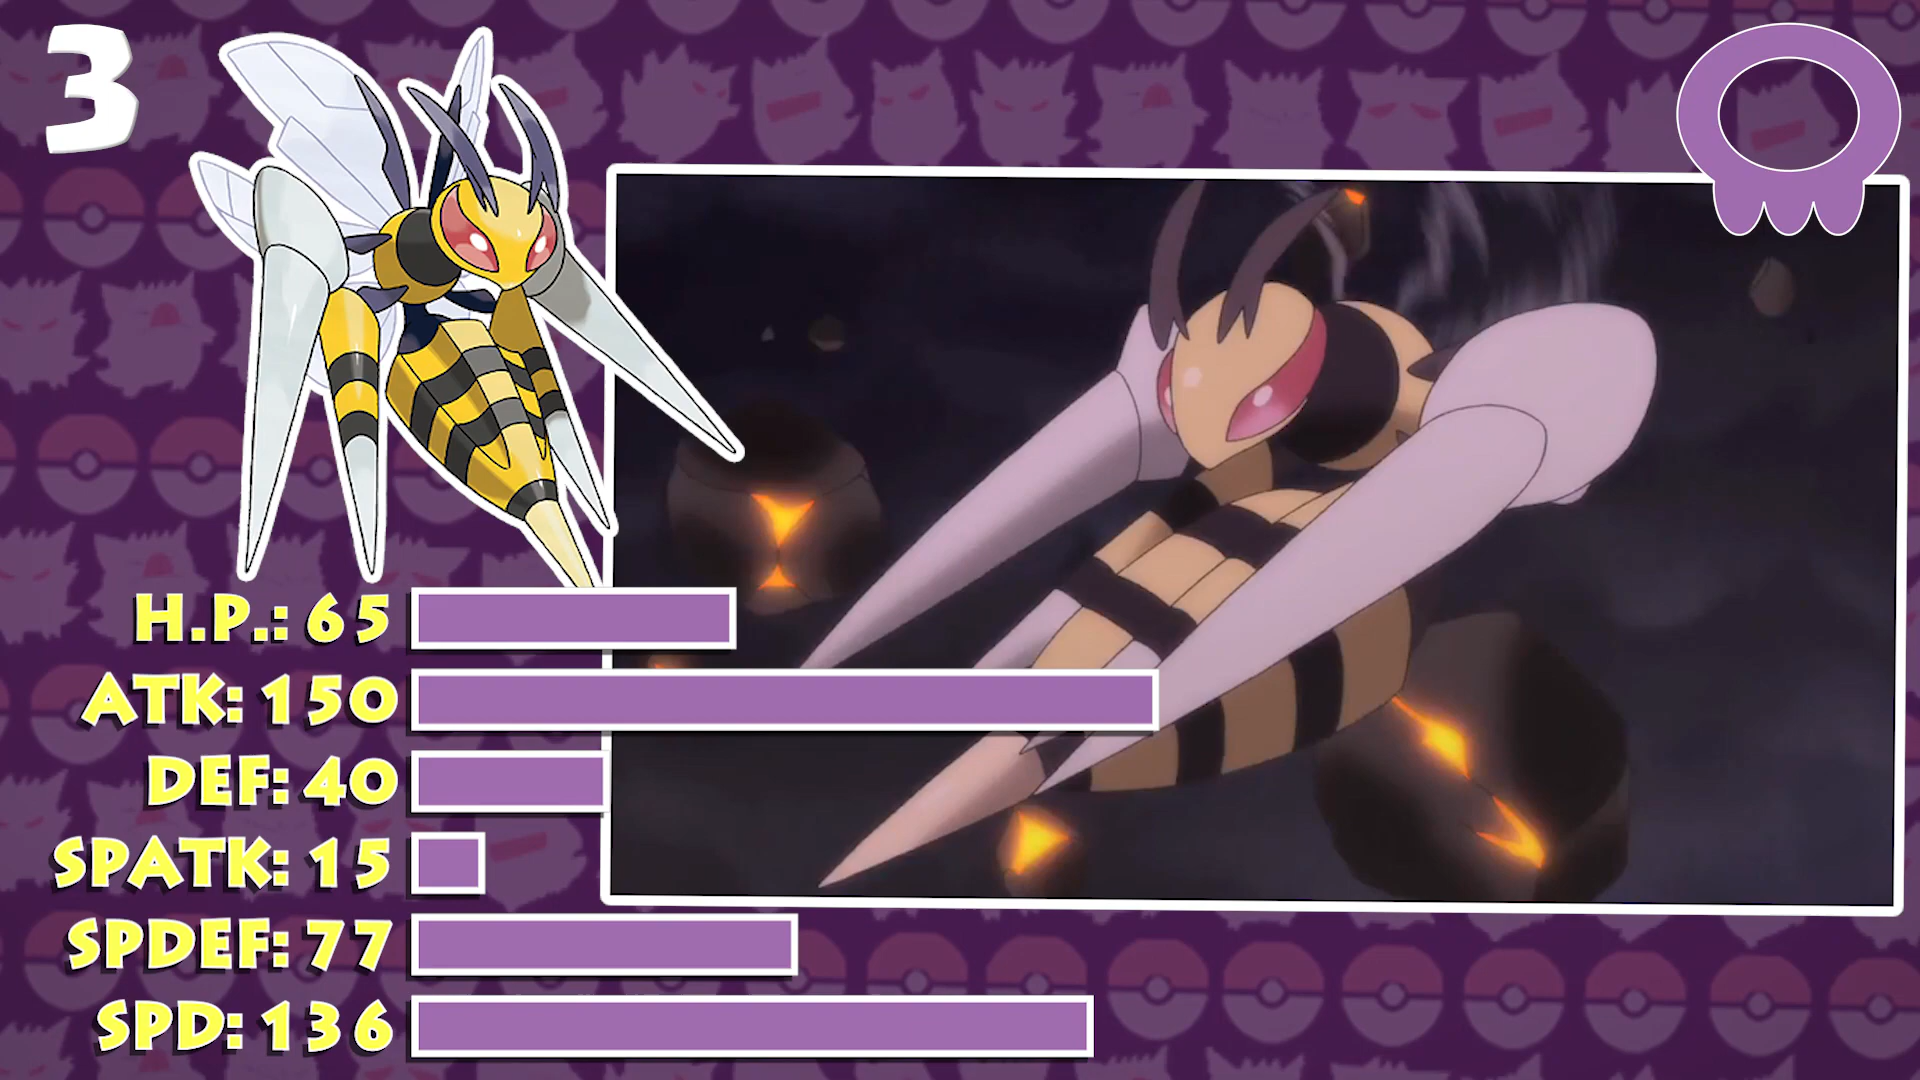 3
H.P.: 65
ATK: 150
DEF: 40
SPATK: 15
SPDEF: 77
SPD: 136